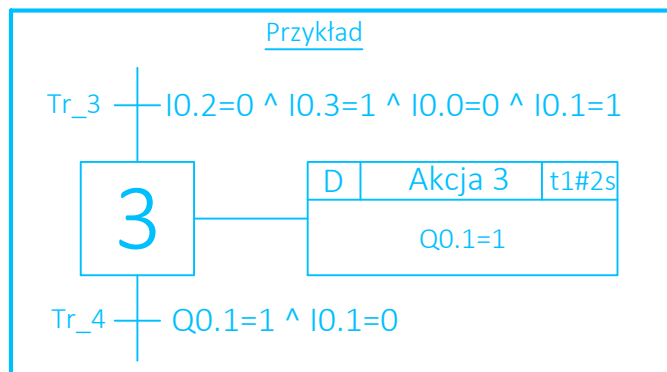 Przykład
Tr_3 I0.2=0 ^ I0.3=1 ^ I0.0=0 ^ I0.1=1
3
D Akcja 3 t1#2s
Q0.1=1
Tr_4 Q0.1=1 ^ I0.1=0